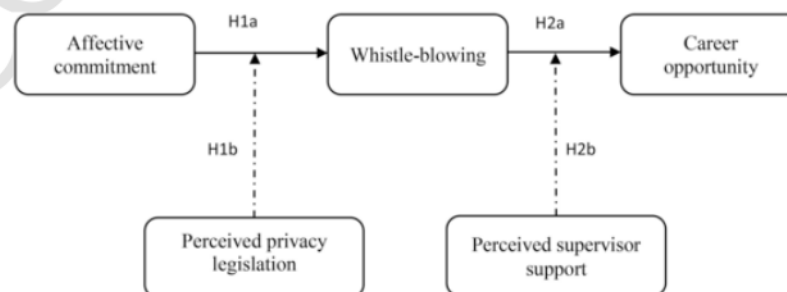 H1a
H2a
Affective
commitment
Whistle-blowing
Career
opportunity
H1b
H2b
Perceived privacy
legislation
Perceived supervisor
support